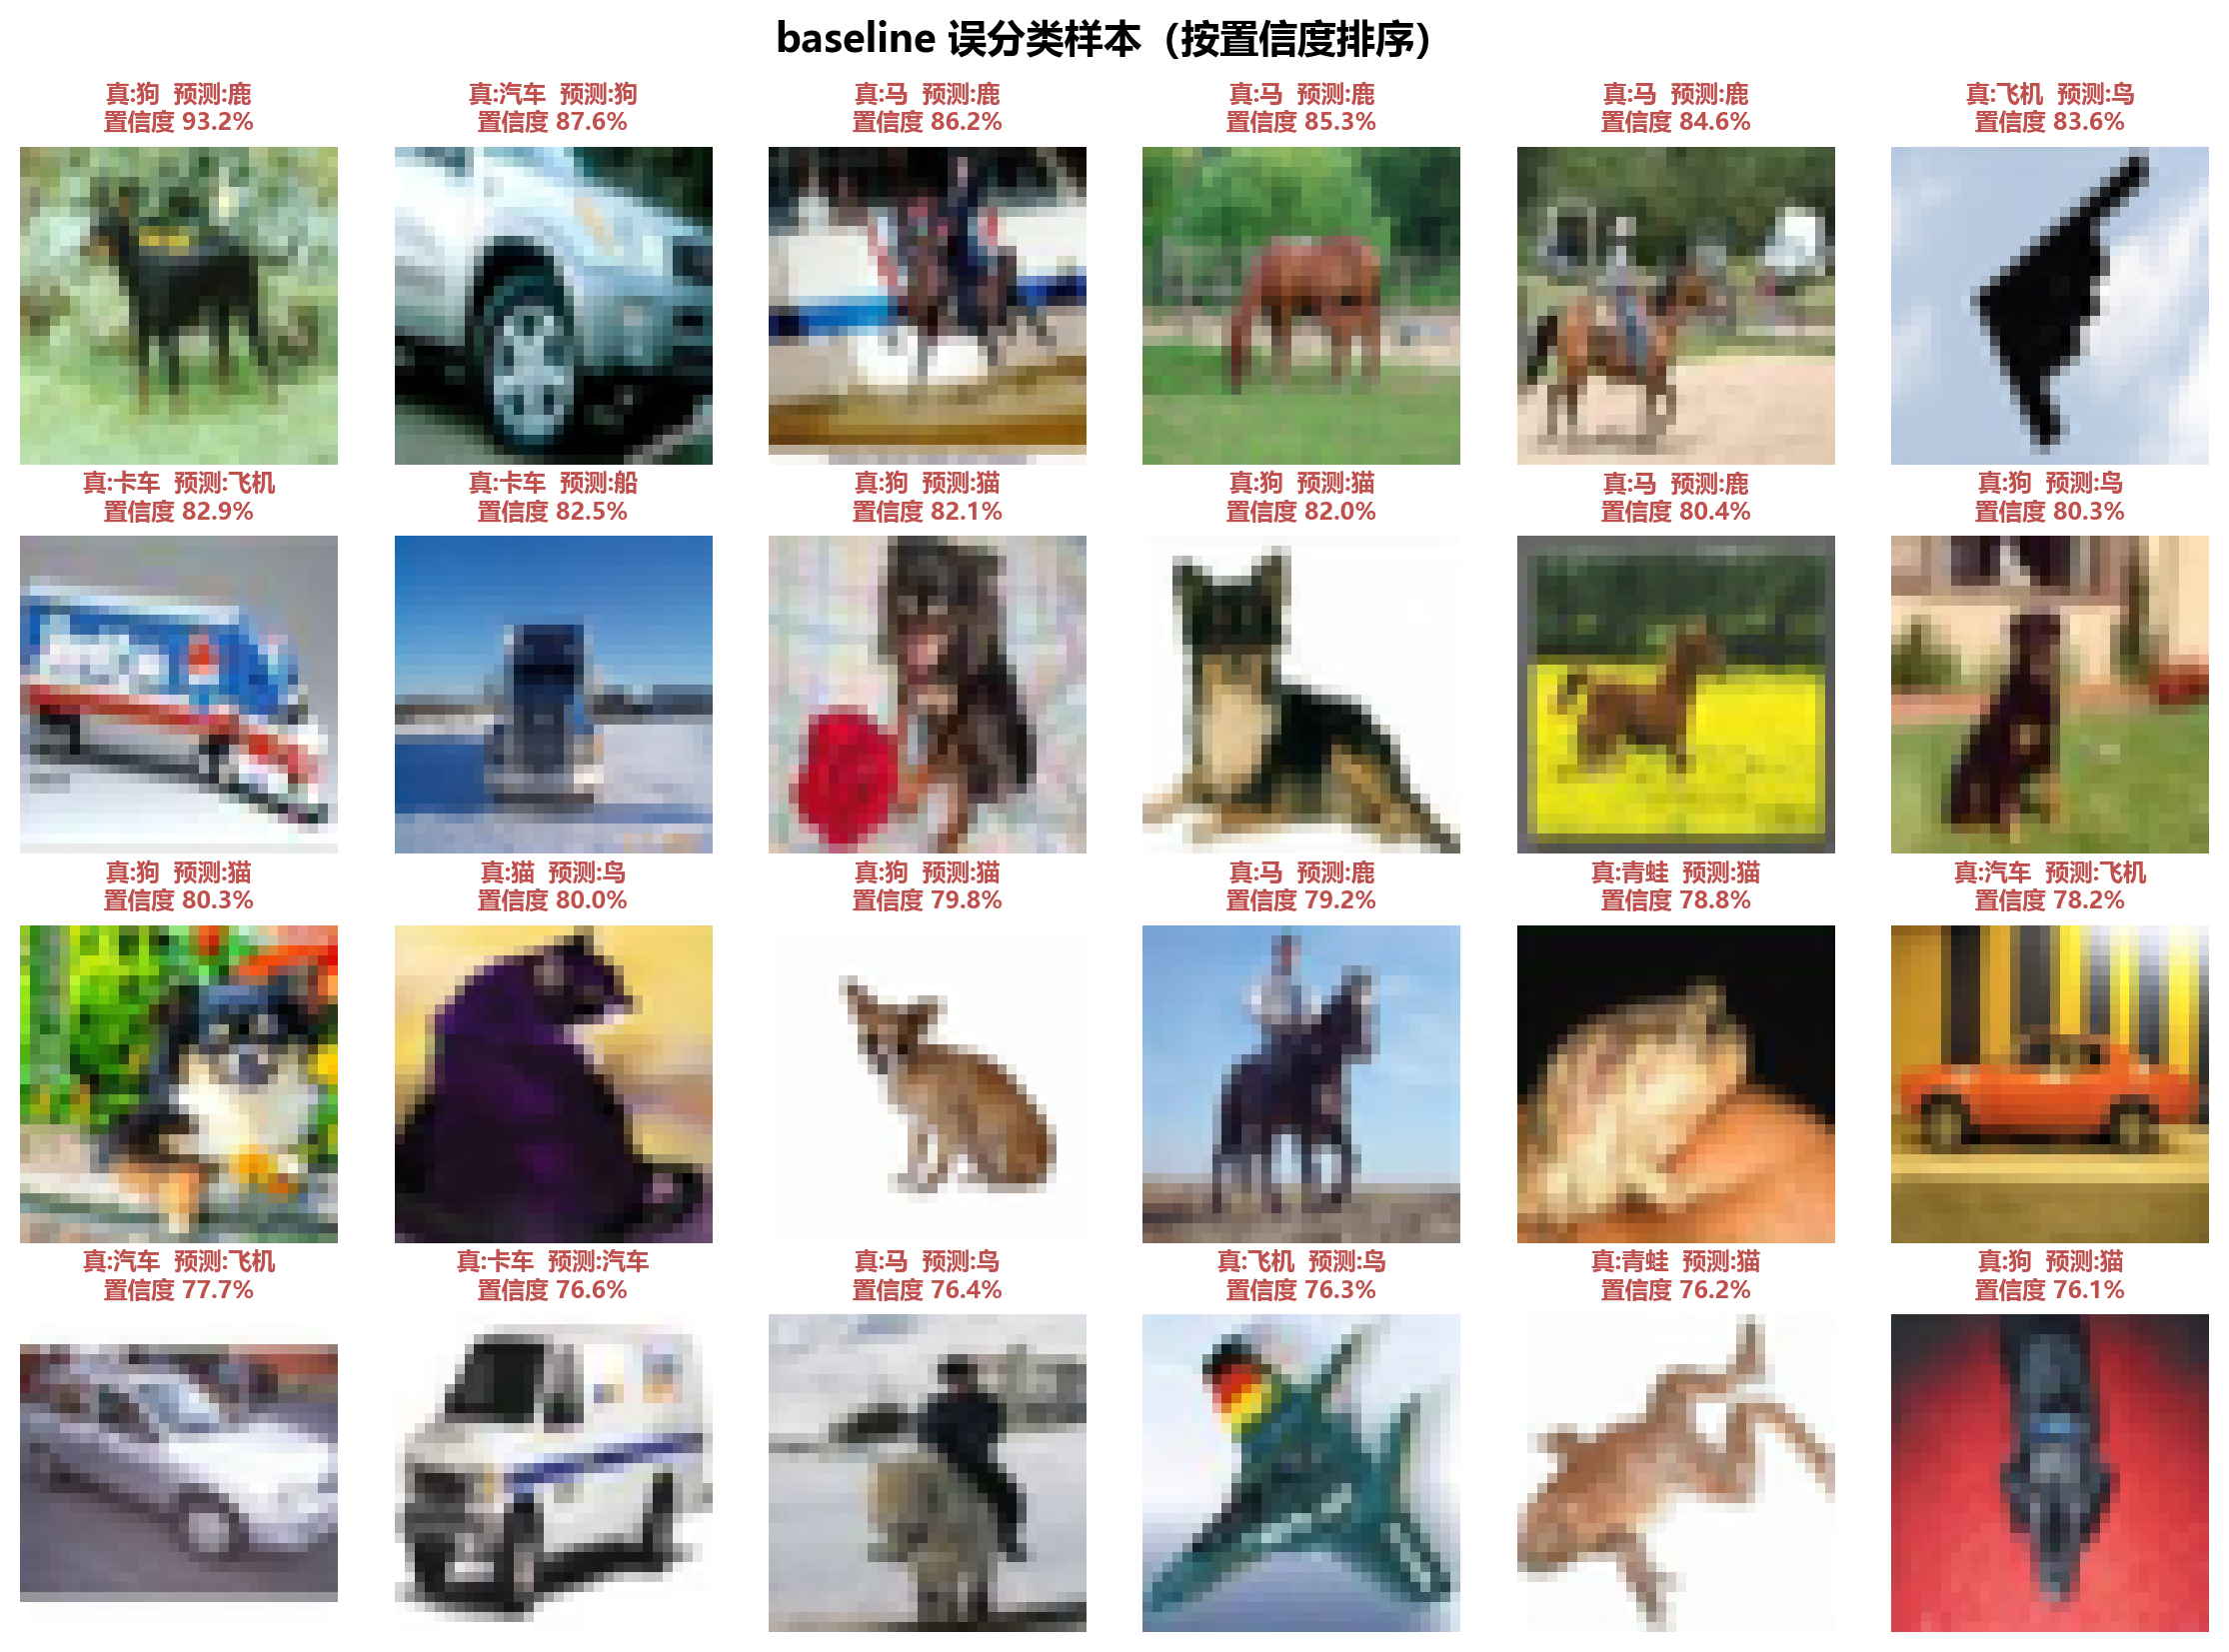 baseline 误分类样本（按置信度排序）
真:狗 预测:鹿
置信度 93.2%
真:汽车 预测:狗
置信度 87.6%
真:马 预测:鹿
置信度 86.2%
真:马 预测:鹿
置信度 85.3%
真:马 预测:鹿
置信度 84.6%
真:飞机 预测:鸟
置信度 83.6%
真:卡车 预测:飞机
置信度 82.9%
真:卡车 预测:船
置信度 82.5%
真:狗 预测:猫
置信度 82.1%
真:狗 预测:猫
置信度 82.0%
真:马 预测:鹿
置信度 80.4%
真:狗 预测:鸟
置信度 80.3%
真:狗 预测:猫
置信度 80.3%
真:猫 预测:鸟
置信度 80.0%
真:狗 预测:猫
置信度 79.8%
真:马 预测:鹿
置信度 79.2%
真:青蛙 预测:猫
置信度 78.8%
真:汽车 预测:飞机
置信度 78.2%
真:汽车 预测:飞机
置信度 77.7%
真:卡车 预测:汽车
置信度 76.6%
真:马 预测:鸟
置信度 76.4%
真:飞机 预测:鸟
置信度 76.3%
真:青蛙 预测:猫
置信度 76.2%
真:狗 预测:猫
置信度 76.1%